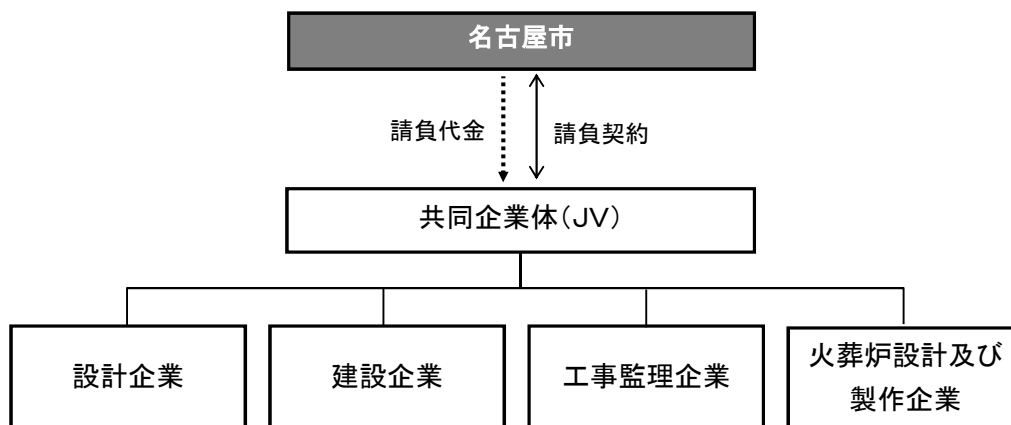 名古屋市
請負代金
請負契約
共同企業体(JV)
設計企業
建設企業
工事監理企業
火葬炉設計及び
製作企業